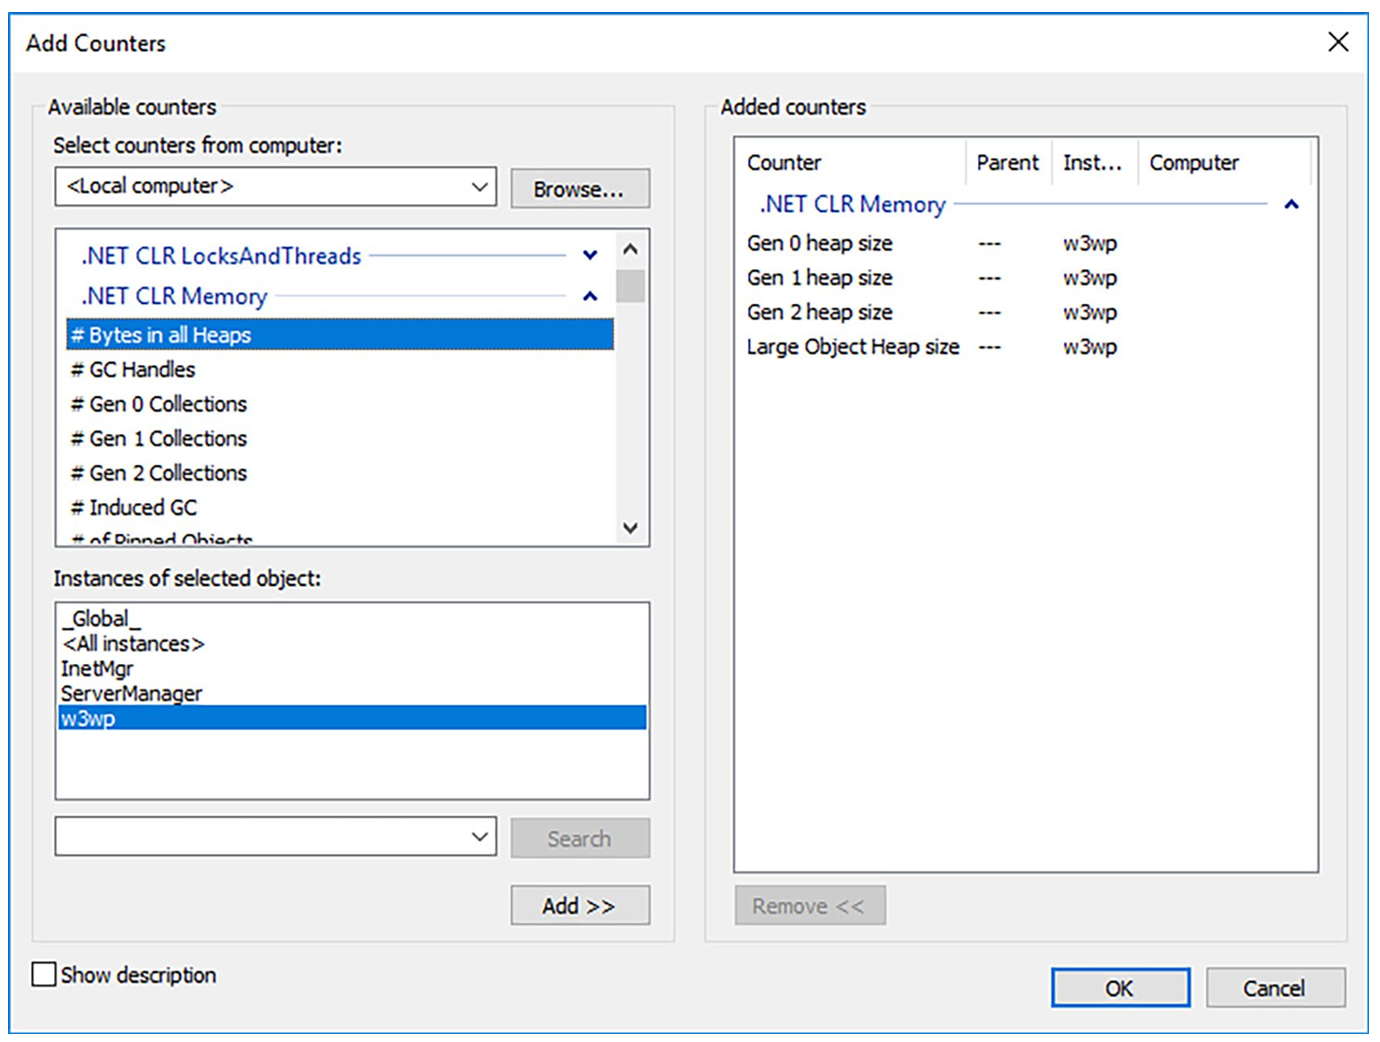 Add Counters
Available counters
Select counters from computer:
<Local computer>
Browse...
.NET CLR LocksAndThreads
.NET CLR Memory
# Bytes in all Heaps
# GC Handles
# Gen 0 Collections
# Gen 1 Collections
# Gen 2 Collections
# Induced GC
# of Pinned Objects
Instances of selected object:
_Global_
<All instances>
InetMgr
ServerManager
w3wp
Search
Add >>
Show description
Added counters
Counter Parent Inst... Computer
.NET CLR Memory
Gen 0 heap size --- w3wp
Gen 1 heap size --- w3wp
Gen 2 heap size --- w3wp
Large Object Heap size --- w3wp
Remove <<
OK
Cancel